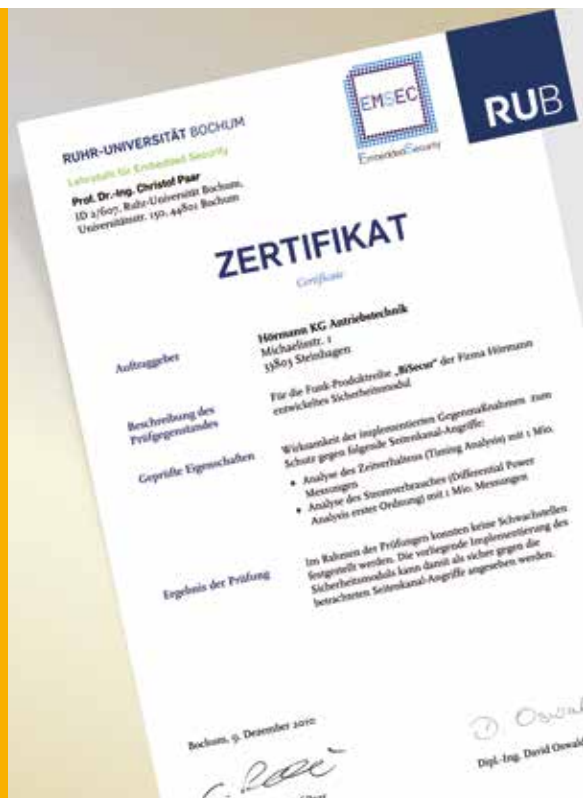 EMSEC
EmbeddedSecurity
RUB
RUHR-UNIVERSITÄT BOCHUM
Lehrstuhl für Embedded Security
Prof. Dr.-Ing. Christof Paar
ID 2/607, Ruhr-Universität Bochum,
Universitätsstr. 150, 44801 Bochum
ZERTIFIKAT
Certificate
Auftraggeber
Hörmann KG Antriebstechnik
Michaelisstr. 1
33803 Steinhagen
Beschreibung des
Prüfgegenstandes
Für die Funk-Produktreihe „BiSecur" der Firma Hörmann
entwickeltes Sicherheitsmodul
Geprüfte Eigenschaften
Wirksamkeit der implementierten Gegenmaßnahmen zum
Schutz gegen folgende Seitenkanal-Angriffe:
• Analyse des Zeitverhaltens (Timing Analysis) mit 1 Mio.
Messungen
• Analyse des Stromverbrauches (Differential Power
Analysis erster Ordnung) mit 1 Mio. Messungen
Ergebnis der Prüfung
Im Rahmen der Prüfungen konnten keine Schwachstellen
festgestellt werden. Die vorliegende Implementierung des
Sicherheitsmoduls kann damit als sicher gegen die
betrachteten Seitenkanal-Angriffe angesehen werden.
Bochum, 9. Dezember 2010
D. Oswal
Dipl.-Ing. David Oswald